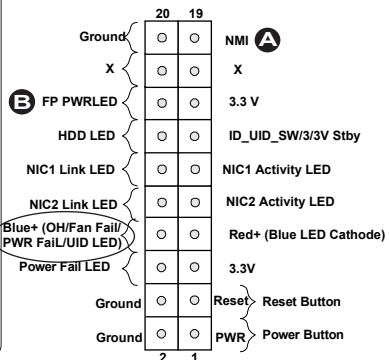 20 19
Ground NMI A
X X
B FP PWRLED 3.3 V
HDD LED ID_UID_SW/3/3V Stby
NIC1 Link LED NIC1 Activity LED
NIC2 Link LED NIC2 Activity LED
Blue+ (OH/Fan Fail/
PWR FaiL/UID LED) Red+ (Blue LED Cathode)
Power Fail LED 3.3V
Ground Reset Reset Button
Ground PWR Power Button
2 1